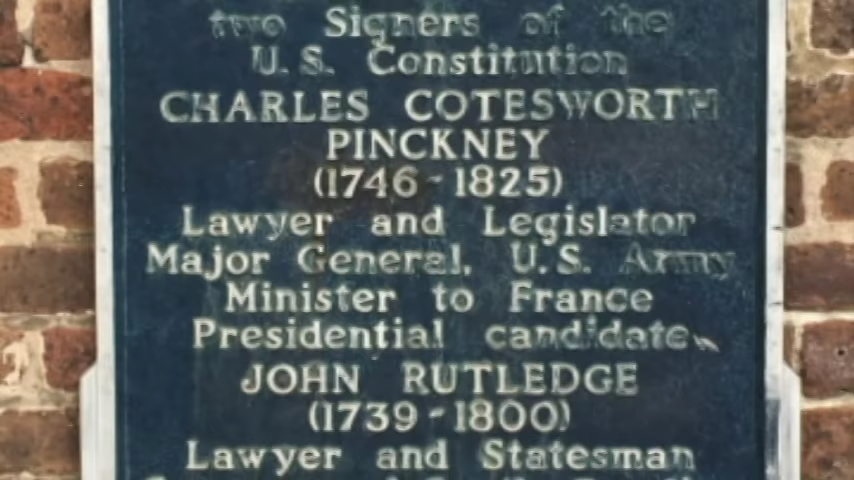 two Signers of the
U.S. Constitution
CHARLES COTESWORTH
PINCKNEY
(1746-1825)
Lawyer and Legislator
Major General, U.S. Army
Minister to France
Presidential candidate
JOHN RUTLEDGE
(1739-1800)
Lawyer and Statesman